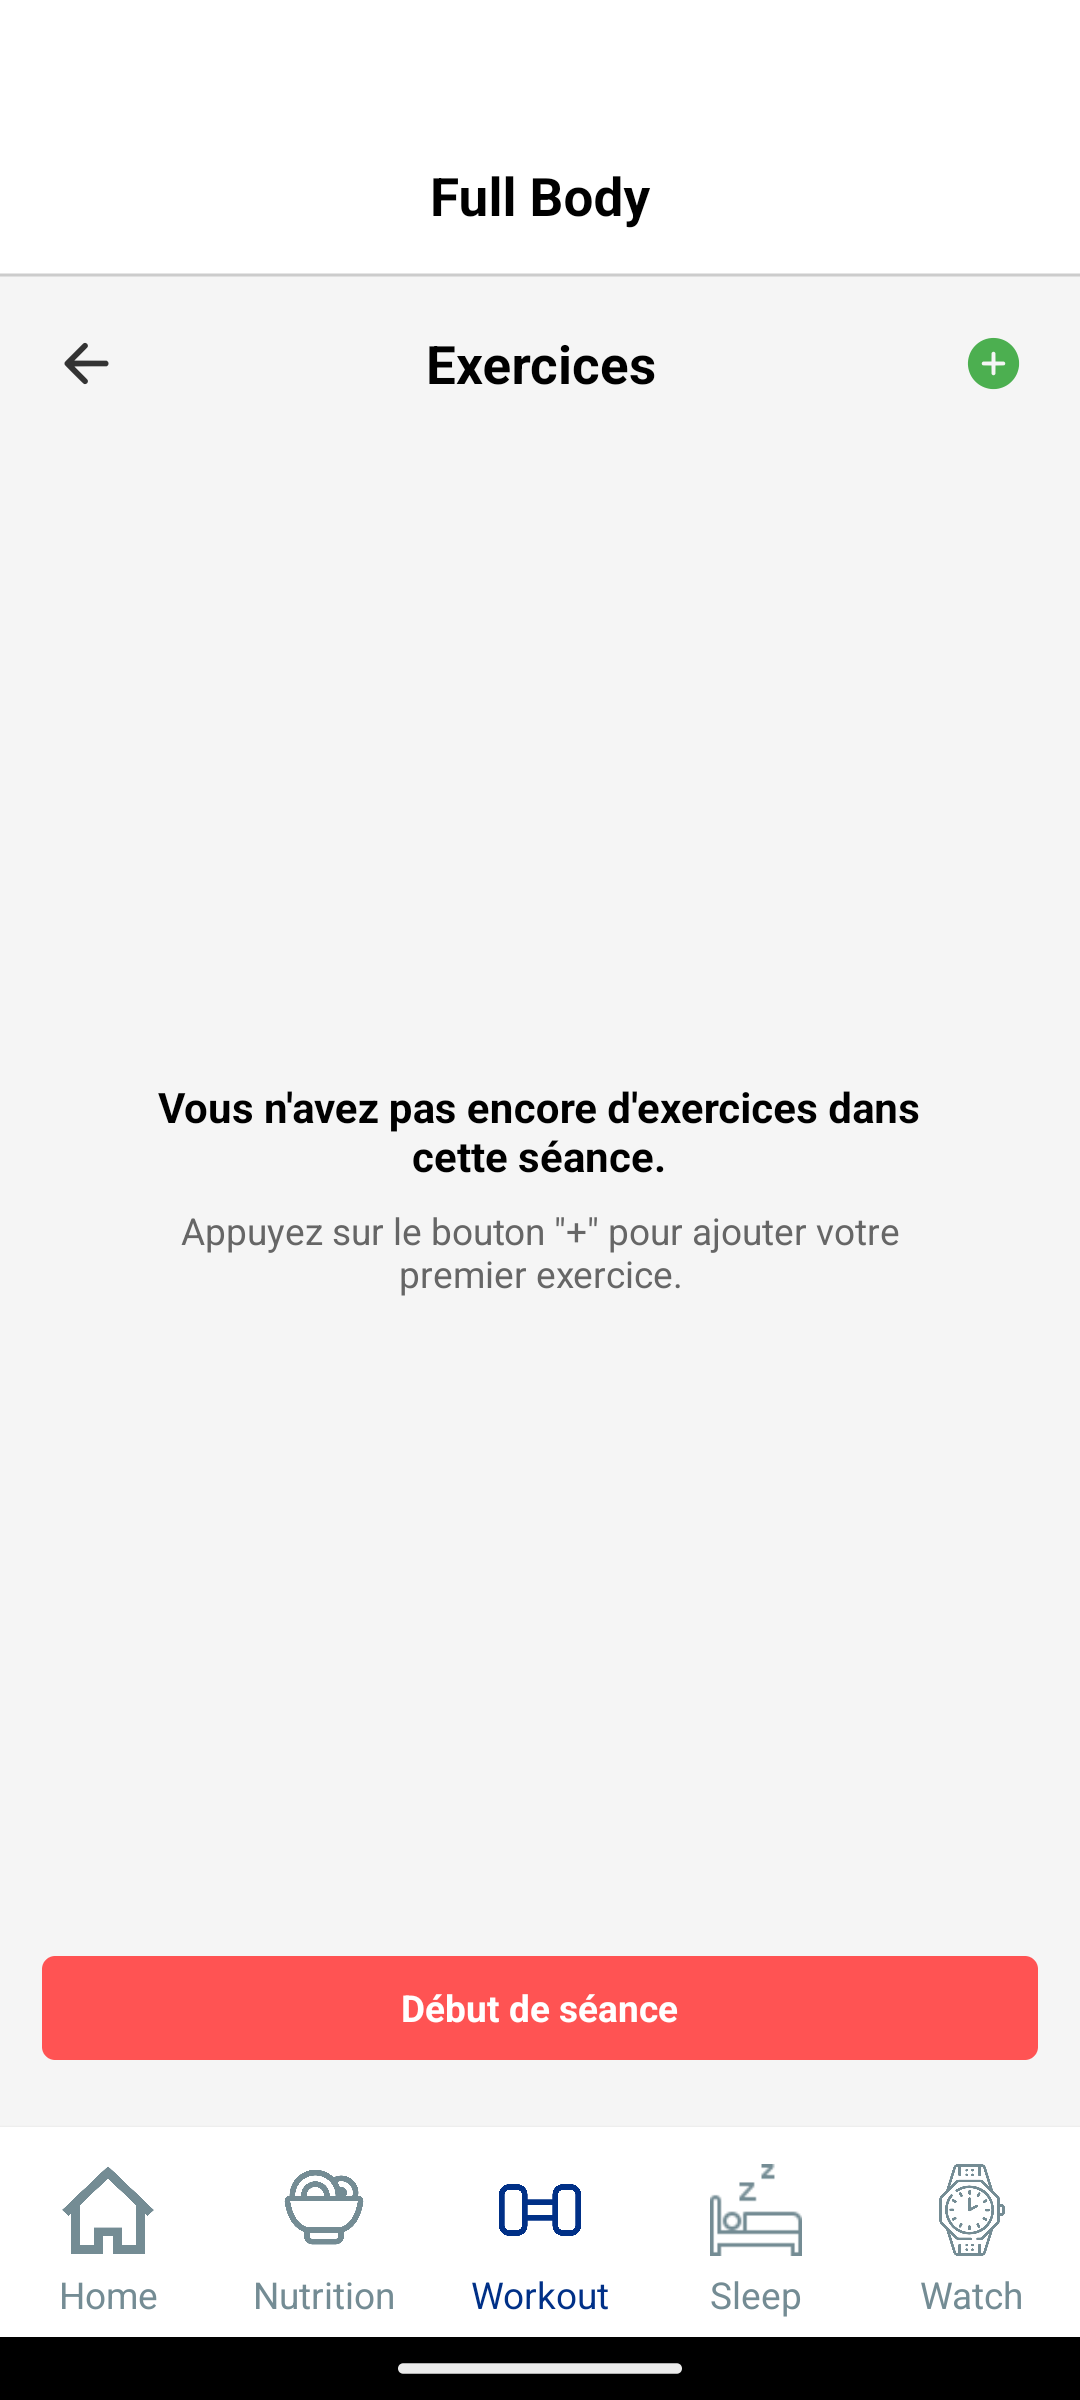 Full Body
Exercices
Vous n'avez pas encore d'exercices dans
cette séance.
Appuyez sur le bouton "+" pour ajouter votre
premier exercice.
Début de séance
Home
Nutrition
Workout
Sleep
Watch